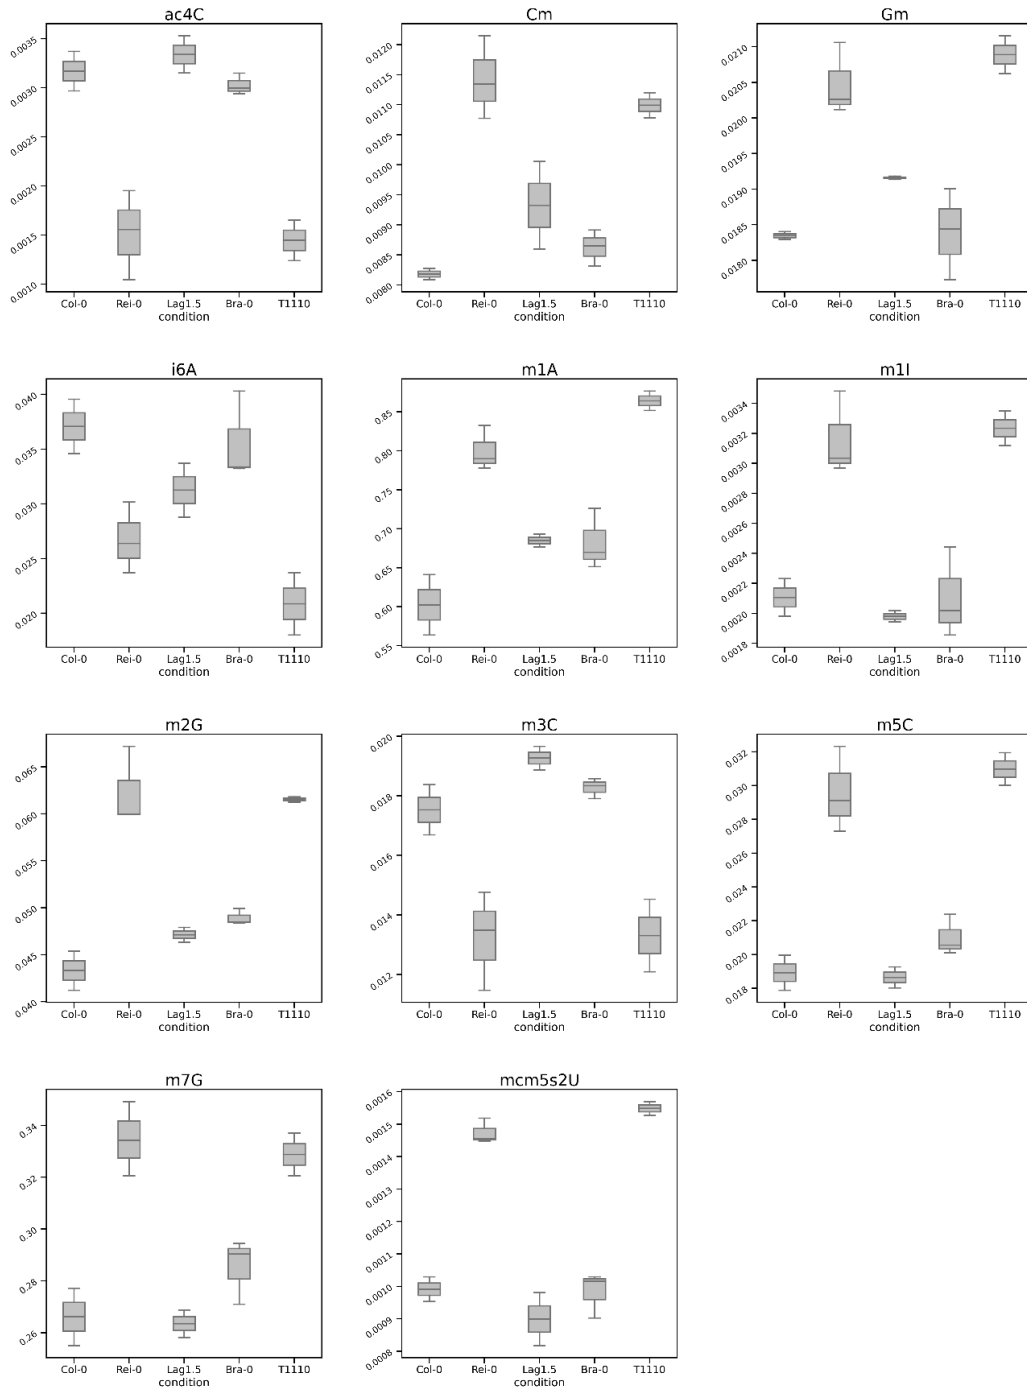 ac4C
0.0035
0.0030
0.0025
0.0020
0.0015
0.0010
Col-0 Rei-0 Lag1.5 Bra-0 T1110
condition
Cm
0.0120
0.0115
0.0110
0.0105
0.0100
0.0095
0.0090
0.0085
0.0080
Col-0 Rei-0 Lag1.5 Bra-0 T1110
condition
Gm
0.0210
0.0205
0.0200
0.0195
0.0190
0.0185
0.0180
Col-0 Rei-0 Lag1.5 Bra-0 T1110
condition
i6A
0.040
0.035
0.030
0.025
0.020
Col-0 Rei-0 Lag1.5 Bra-0 T1110
condition
m1A
0.85
0.80
0.75
0.70
0.65
0.60
0.55
Col-0 Rei-0 Lag1.5 Bra-0 T1110
condition
m1I
0.0034
0.0032
0.0030
0.0028
0.0026
0.0024
0.0022
0.0020
0.0018
Col-0 Rei-0 Lag1.5 Bra-0 T1110
condition
m2G
0.065
0.060
0.055
0.050
0.045
0.040
Col-0 Rei-0 Lag1.5 Bra-0 T1110
condition
m3C
0.020
0.018
0.016
0.014
0.012
Col-0 Rei-0 Lag1.5 Bra-0 T1110
condition
m5C
0.032
0.030
0.028
0.026
0.024
0.022
0.020
0.018
Col-0 Rei-0 Lag1.5 Bra-0 T1110
condition
m7G
0.34
0.32
0.30
0.28
0.26
Col-0 Rei-0 Lag1.5 Bra-0 T1110
condition
mcm5s2U
0.0016
0.0015
0.0014
0.0013
0.0012
0.0011
0.0010
0.0009
0.0008
Col-0 Rei-0 Lag1.5 Bra-0 T1110
condition